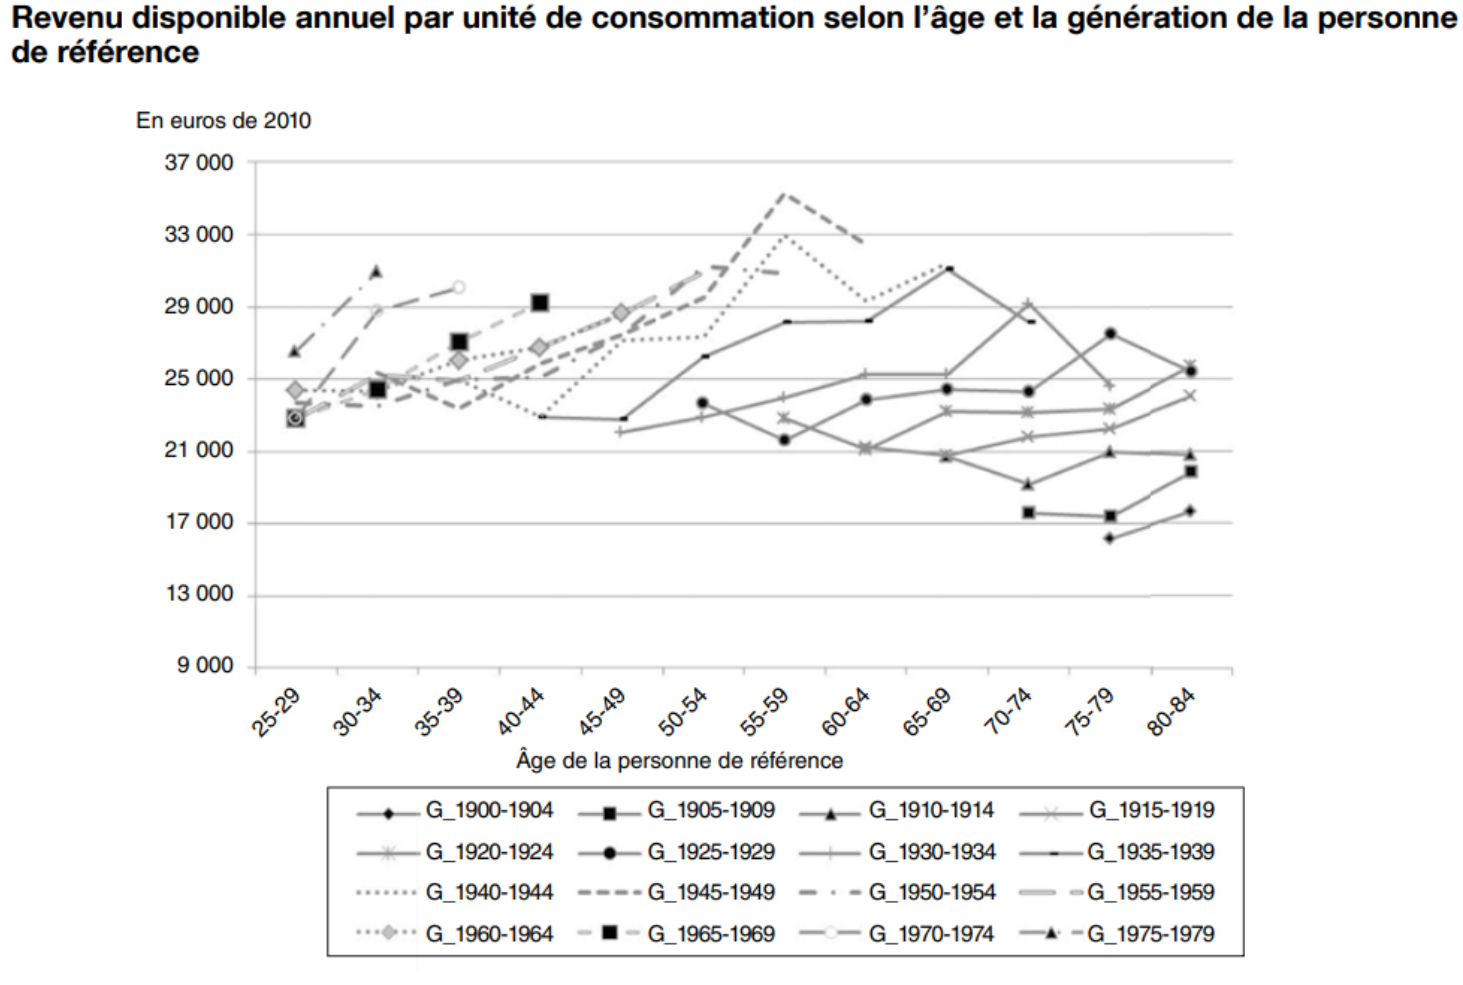 Revenu disponible annuel par unité de consommation selon l’âge et la génération de la personne
de référence
En euros de 2010
37 000
33 000
29 000
25 000
21 000
17 000
13 000
9 000
25-29
30-34
35-39
40-44
45-49
50-54
55-59
60-64
65-69
70-74
75-79
80-84
Âge de la personne de référence
G_1900-1904 G_1905-1909 G_1910-1914 G_1915-1919
G_1920-1924 G_1925-1929 G_1930-1934 G_1935-1939
G_1940-1944 G_1945-1949 G_1950-1954 G_1955-1959
G_1960-1964 G_1965-1969 G_1970-1974 G_1975-1979